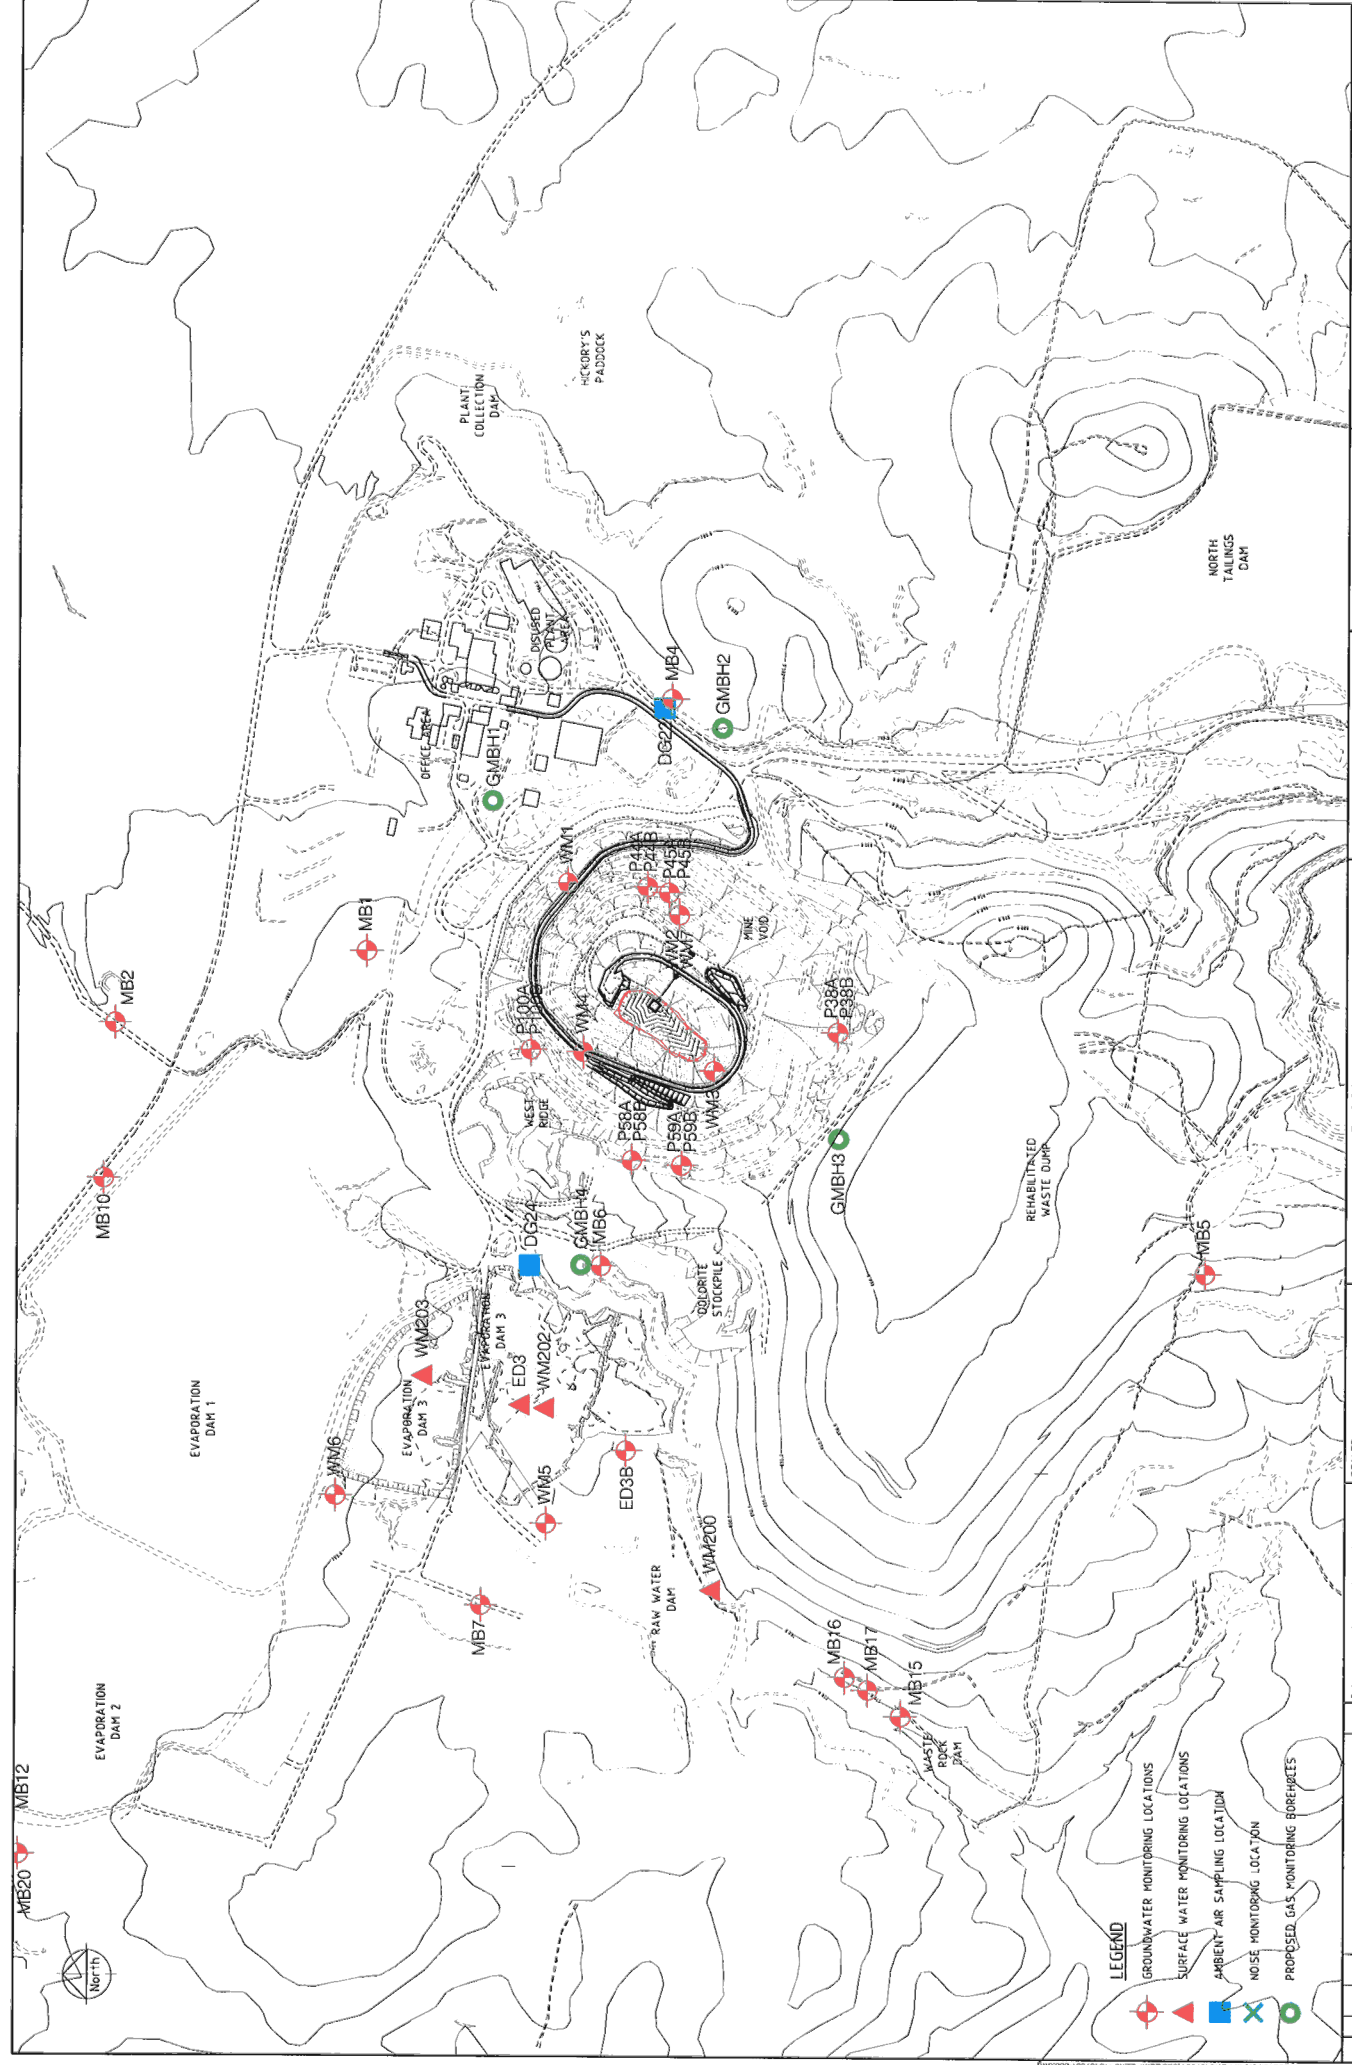 MB20
MB12
North
EVAPORATION
DAM 2
EVAPORATION
DAM 1
MB10
MB2
MB1
WM6
EVAPORATION
DAM 3
WM203
EVAPORATION
DAM 3
MB7
WM5
ED3
WM202
DG24
GMBH4
MB6
ED3B
RAW WATER
DAM
WM200
DOLORITE
STOCKPILE
WEST
RIDGE
P100A
WM4
P58A
P58B
P59A
P59B
WM3
WM1
P44A
P44B
P45A
P45B
WM2
WM7
MINE
VOID
P38A
P38B
GMBH3
REHABILITATED
WASTE DUMP
MB5
MB16
MB17
MB15
WASTE
ROCK
DAM
OFFICE AREA
GMBH1
DISUSED
PLANT
AREA
DG22
MB4
GMBH2
PLANT
COLLECTION
DAM
HICKORY'S
PADDOCK
NORTH
TAILINGS
DAM
LEGEND
GROUNDWATER MONITORING LOCATIONS
SURFACE WATER MONITORING LOCATIONS
AMBIENT AIR SAMPLING LOCATION
NOISE MONITORING LOCATION
PROPOSED GAS MONITORING BOREHOLES